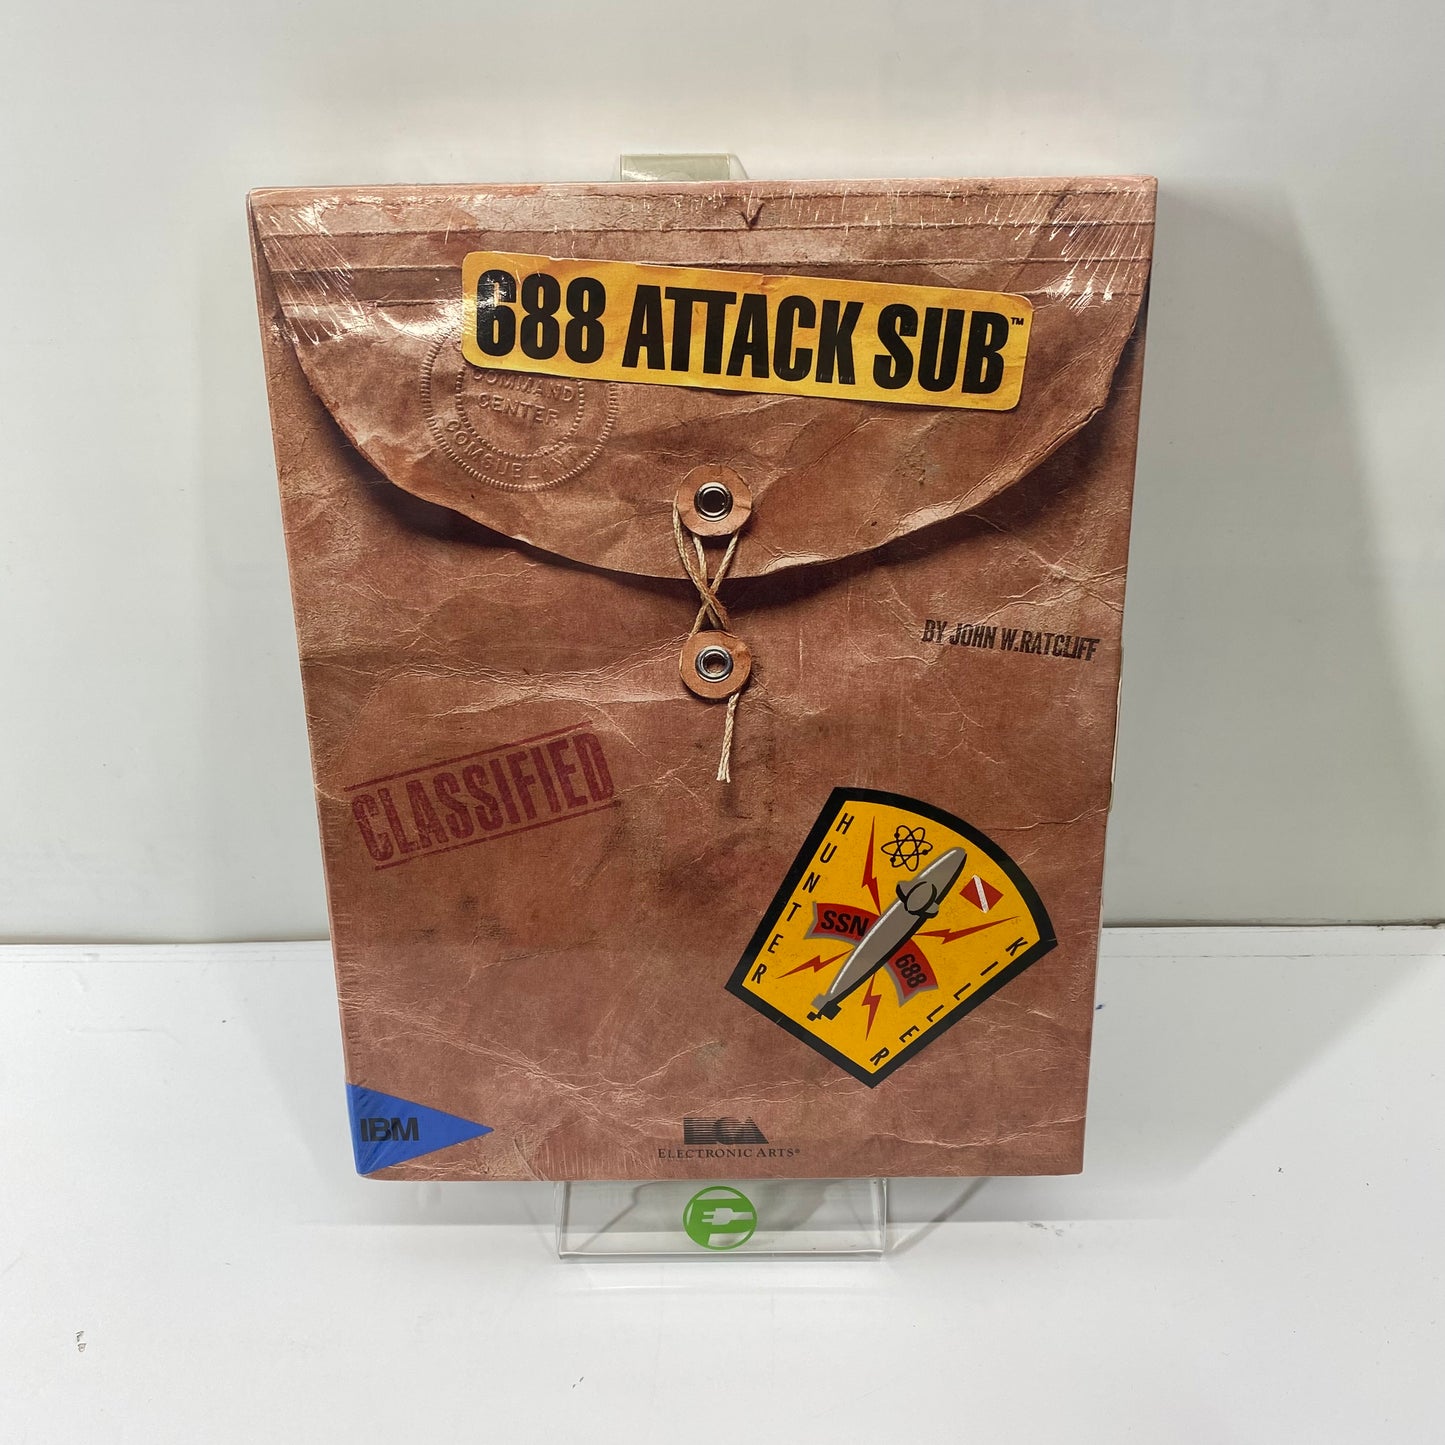 688 ATTACK SUB™
COMMAND
CENTER
BY JOHN W. RATCLIFF
CLASSIFIED
HUNTER
SSN
688
KILLER
IBM
ELECTRONIC ARTS®